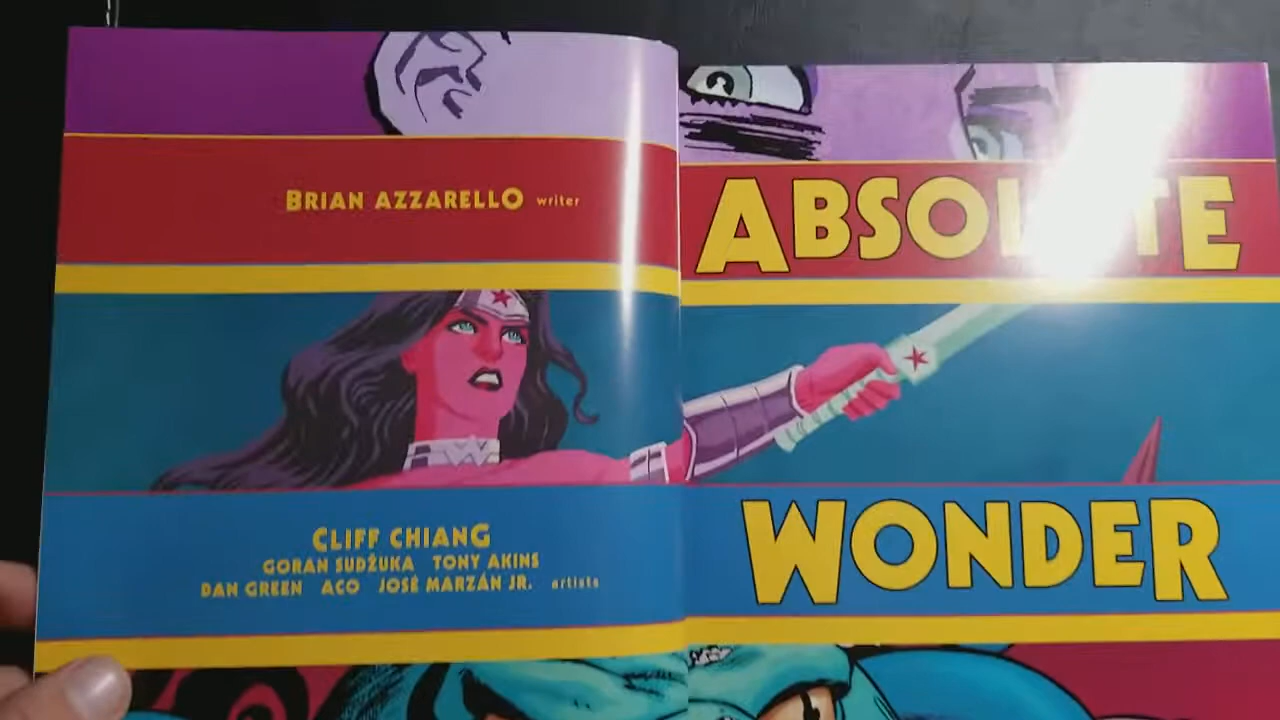 BRIAN AZZARELLO writer
CLIFF CHIANG
GORAN SUDŽUKA TONY AKINS
DAN GREEN ACO JOSÉ MARZÁN JR. artists
ABSOLUTE
WONDER